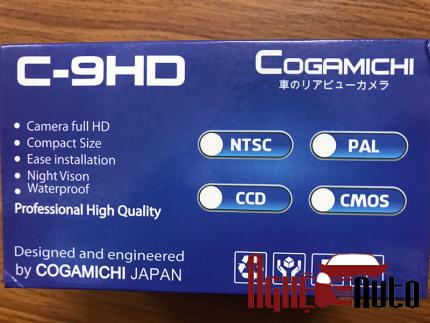 C-9HD
COGAMICHI
車のリアビューカメラ
Camera full HD
Compact Size
Ease installation
Night Vison
Waterproof
Professional High Quality
NTSC
PAL
CCD
CMOS
Designed and engineered
by COGAMICHI JAPAN
Light Auto